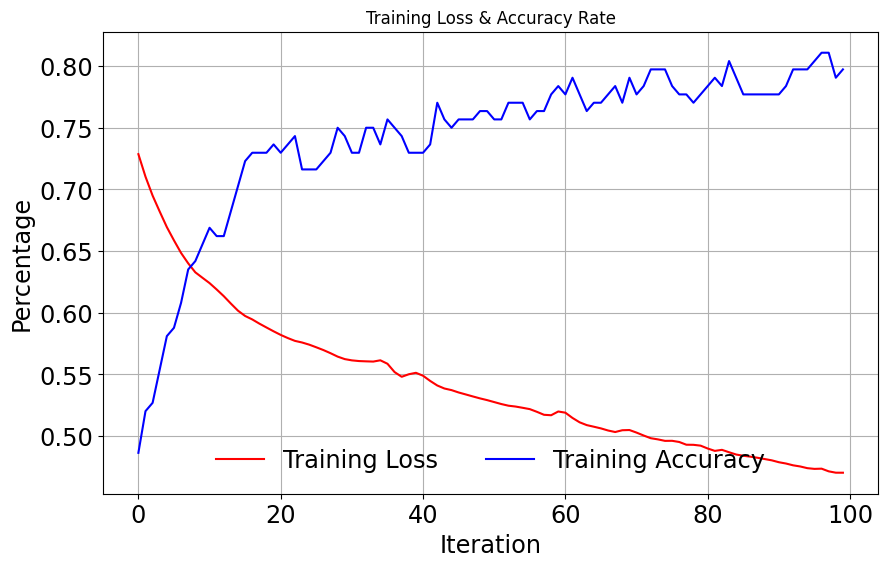 Training Loss & Accuracy Rate
0.80
0.75
0.70
0.65
0.60
0.55
0.50
Percentage
Training Loss Training Accuracy
0 20 40 60 80 100
Iteration